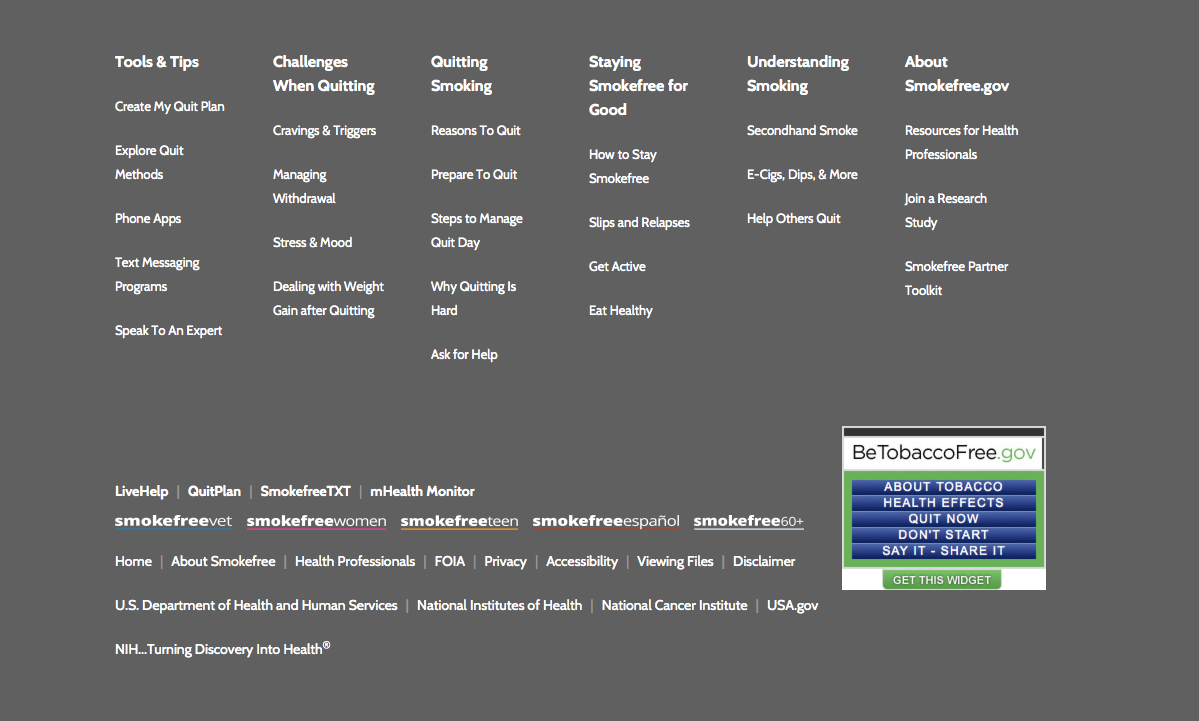 Tools & Tips
Create My Quit Plan
Explore Quit
Methods
Phone Apps
Text Messaging
Programs
Speak To An Expert
Challenges
When Quitting
Cravings & Triggers
Managing
Withdrawal
Stress & Mood
Dealing with Weight
Gain after Quitting
Quitting
Smoking
Reasons To Quit
Prepare To Quit
Steps to Manage
Quit Day
Why Quitting Is
Hard
Ask for Help
Staying
Smokefree for
Good
How to Stay
Smokefree
Slips and Relapses
Get Active
Eat Healthy
Understanding
Smoking
Secondhand Smoke
E-Cigs, Dips, & More
Help Others Quit
About
Smokefree.gov
Resources for Health
Professionals
Join a Research
Study
Smokefree Partner
Toolkit
LiveHelp | QuitPlan | SmokefreeTXT | mHealth Monitor
smokefreevet smokefreewomen smokefreeteen smokefreeespañol smokefree60+
Home | About Smokefree | Health Professionals | FOIA | Privacy | Accessibility | Viewing Files | Disclaimer
U.S. Department of Health and Human Services | National Institutes of Health | National Cancer Institute | USA.gov
NIH...Turning Discovery Into Health®
BeTobaccoFree.gov
ABOUT TOBACCO
HEALTH EFFECTS
QUIT NOW
DON'T START
SAY IT - SHARE IT
GET THIS WIDGET